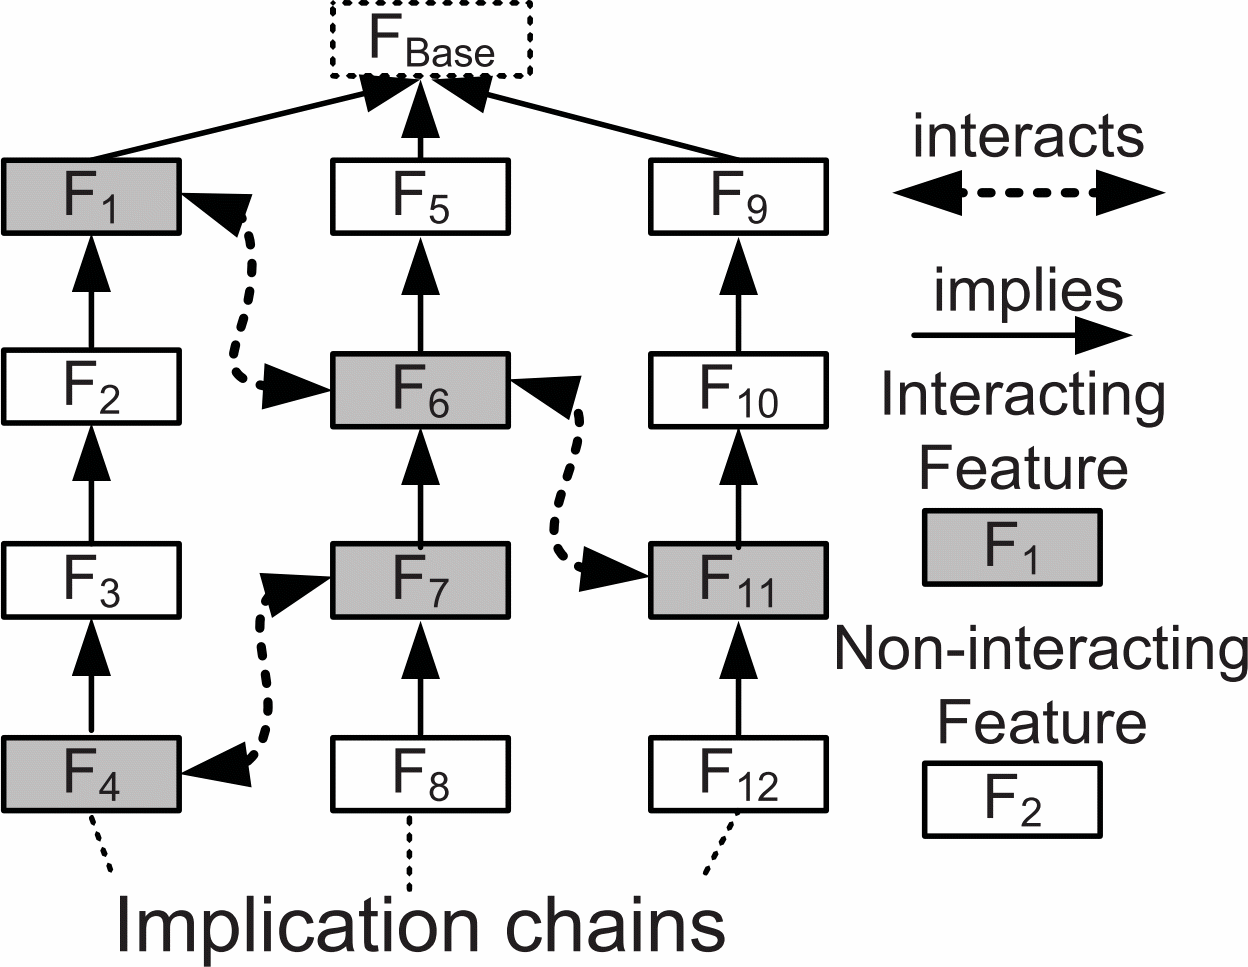 F Base
F1 F5 F9
F2 F6 F10
F3 F7 F11
F4 F8 F12
Implication chains
interacts
implies
Interacting
Feature
F1
Non-interacting
Feature
F2